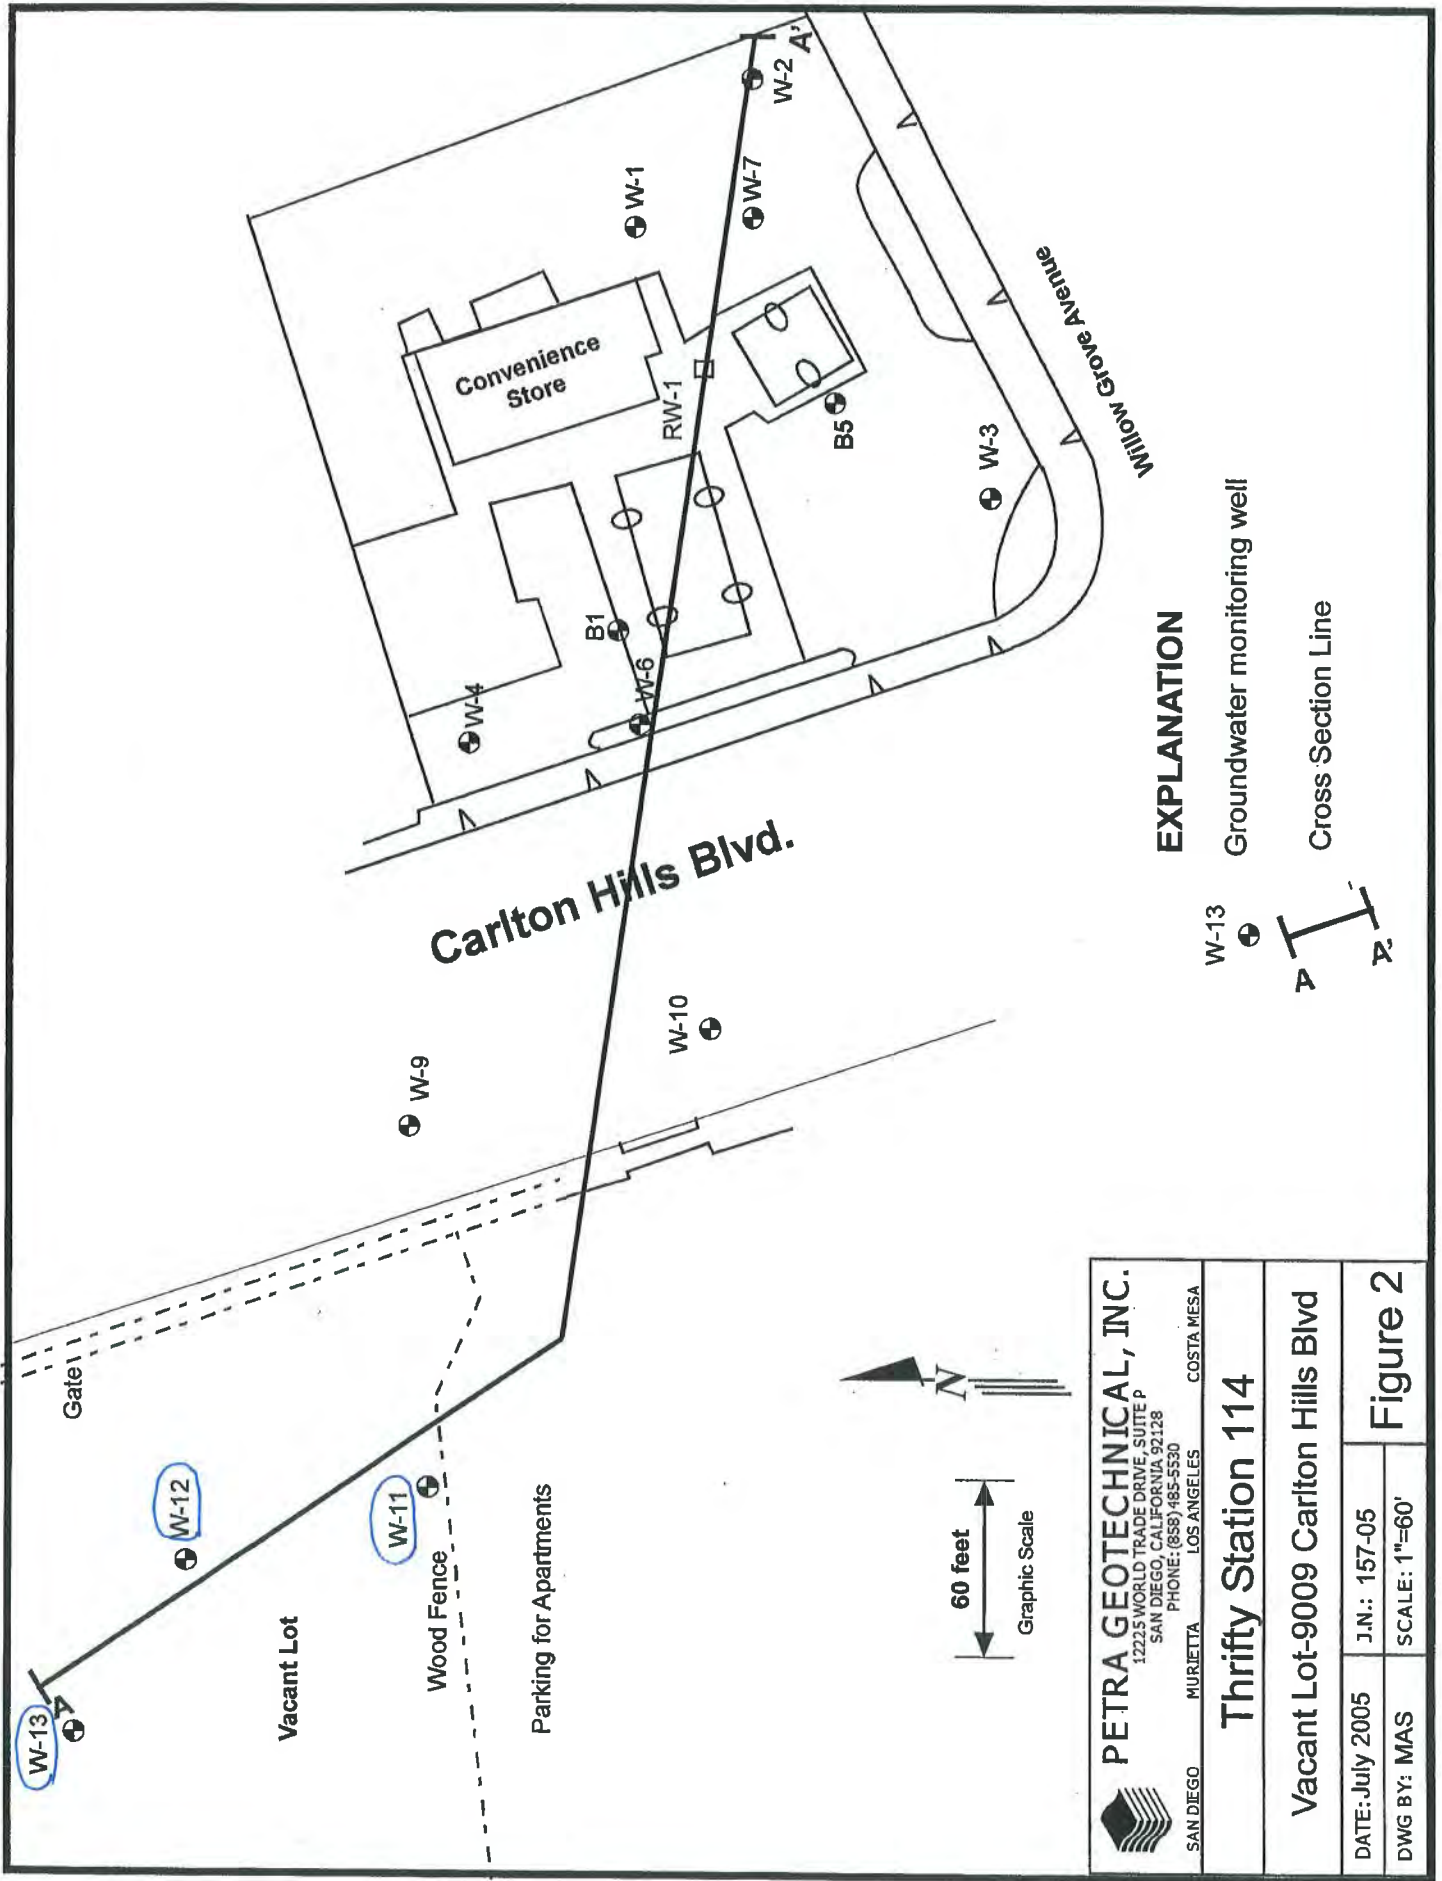 W-13
A
W-12
Gate
Vacant Lot
W-11
Wood Fence
Parking for Apartments
W-9
W-10
Carlton Hills Blvd.
W-4
W-6
B1
Convenience
Store
RW-1
W-1
W-7
W-2
A'
B5
W-3
Willow Grove Avenue
N
60 feet
Graphic Scale
EXPLANATION
W-13
Groundwater monitoring well
A
A'
Cross Section Line
PETRA GEOTECHNICAL, INC.
12225 WORLD TRADE DRIVE, SUITE P
SAN DIEGO, CALIFORNIA 92128
PHONE: (858) 485-5530
SAN DIEGO MURIETTA LOS ANGELES COSTA MESA
Thrifty Station 114
Vacant Lot-9009 Carlton Hills Blvd
DATE: July 2005
J.N.: 157-05
DWG BY: MAS
SCALE: 1"=60'
Figure 2